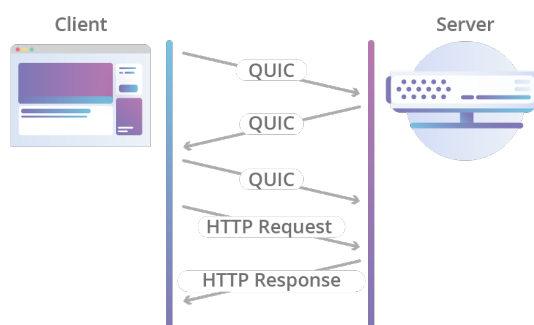 Client
Server
QUIC
QUIC
QUIC
HTTP Request
HTTP Response